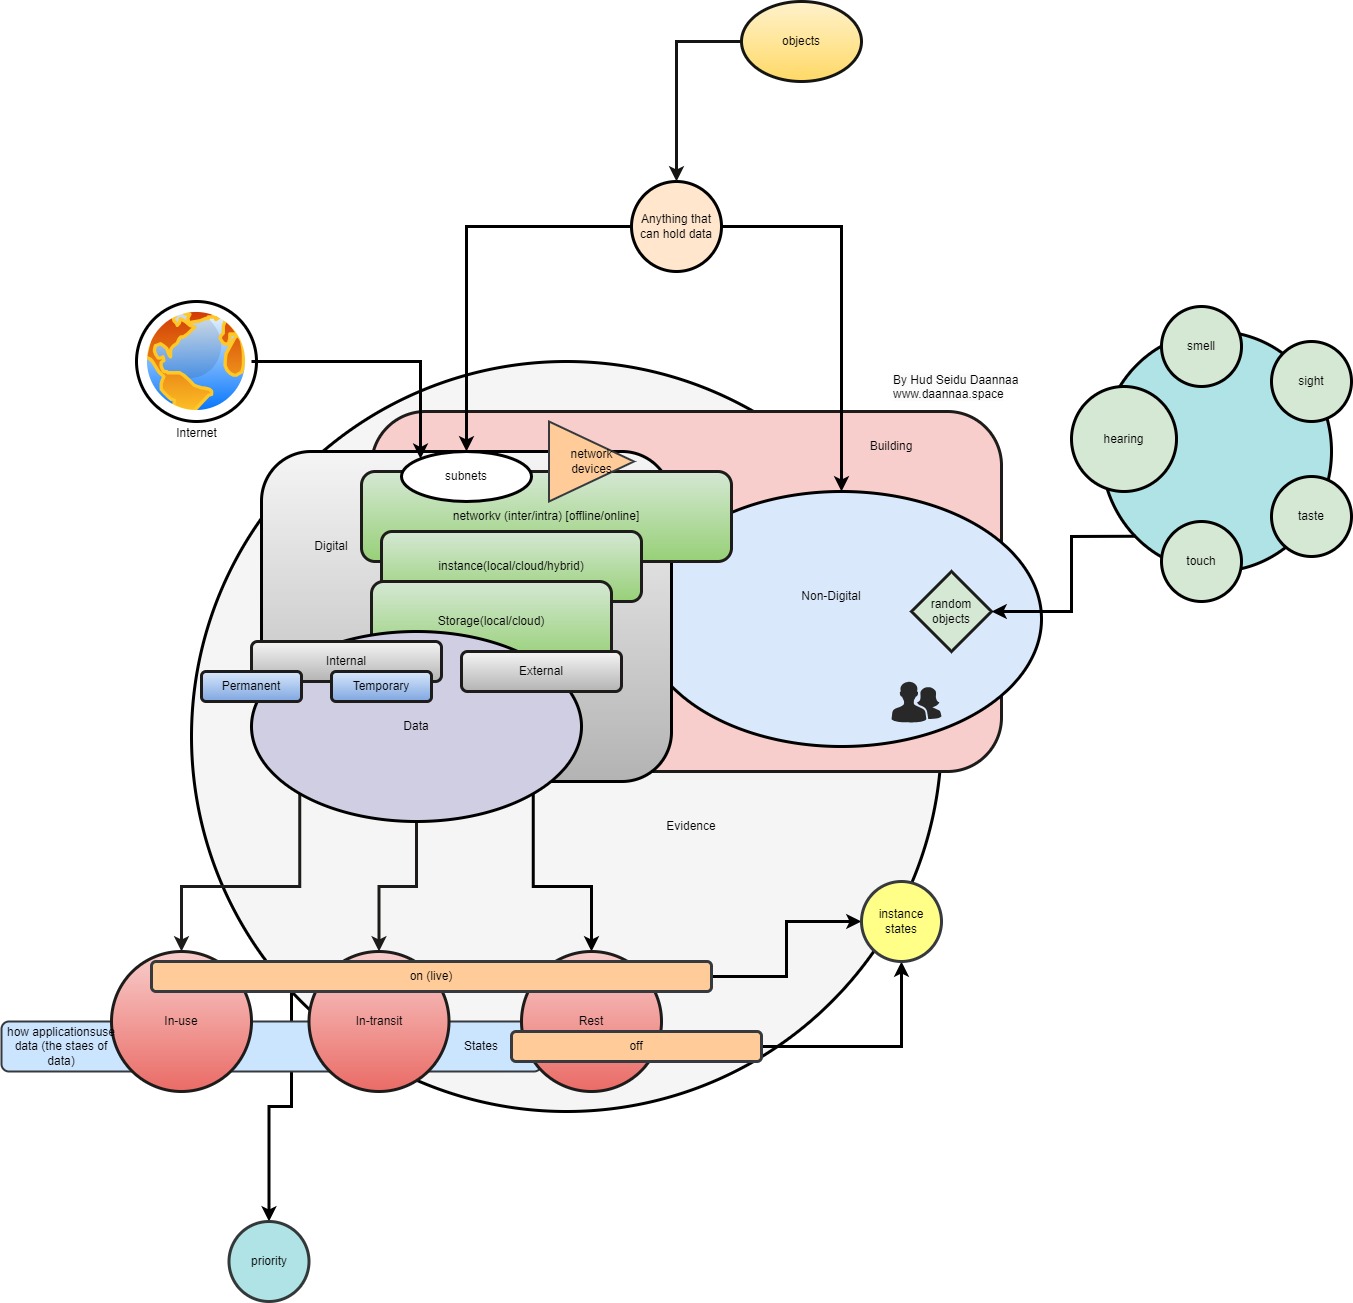 objects
Anything that
can hold data
smell
sight
By Hud Seidu Daannaa
www.daannaa.space
Internet
hearing
Building
network
devices
subnets
networkv (inter/intra) [offline/online]
taste
Digital
instance(local/cloud/hybrid)
touch
Non-Digital
random
objects
Storage(local/cloud)
Internal
External
Permanent
Temporary
Data
Evidence
instance
states
on (live)
In-use
In-transit
Rest
how applicationsuse
data (the staes of
data)
States
off
priority